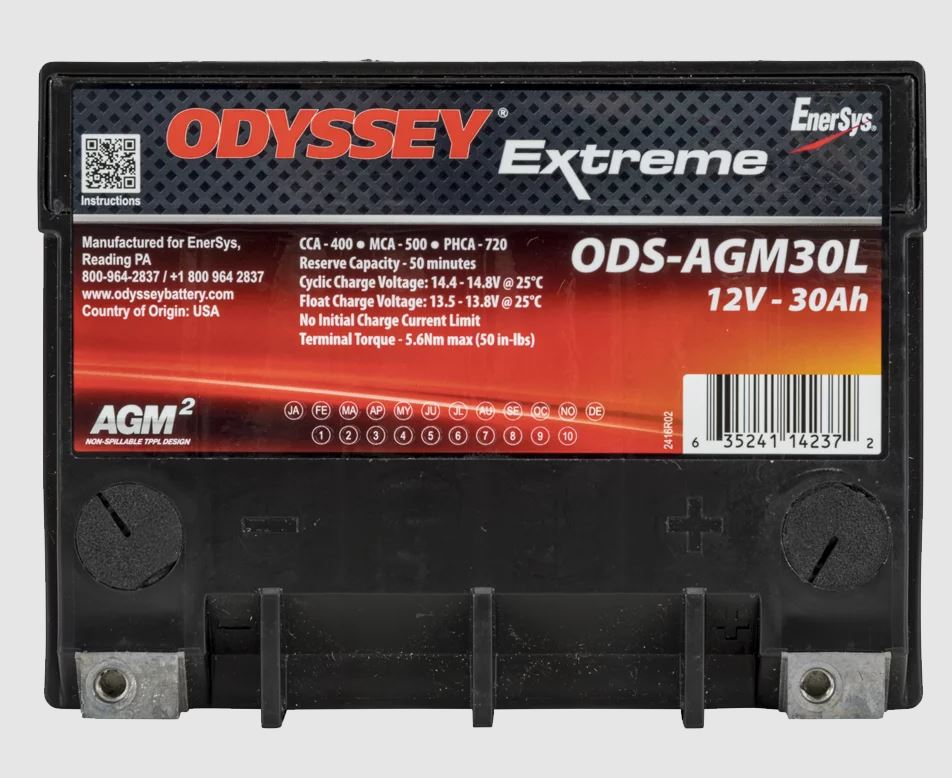 ODYSSEY®
Extreme
EnerSys®
Instructions
Manufactured for EnerSys,
Reading PA
800-964-2837 / +1 800 964 2837
www.odysseybattery.com
Country of Origin: USA
CCA - 400 ● MCA - 500 ● PHCA - 720
Reserve Capacity - 50 minutes
Cyclic Charge Voltage: 14.4 - 14.8V @ 25°C
Float Charge Voltage: 13.5 - 13.8V @ 25°C
No Initial Charge Current Limit
Terminal Torque - 5.6Nm max (50 in-lbs)
ODS-AGM30L
12V - 30Ah
AGM²
NON-SPILLABLE TPPL DESIGN
JA FE MA AP MY JU JL AU SE OC NO DE
1 2 3 4 5 6 7 8 9 10
2416R02
6 35241 14237 2
− +
− +